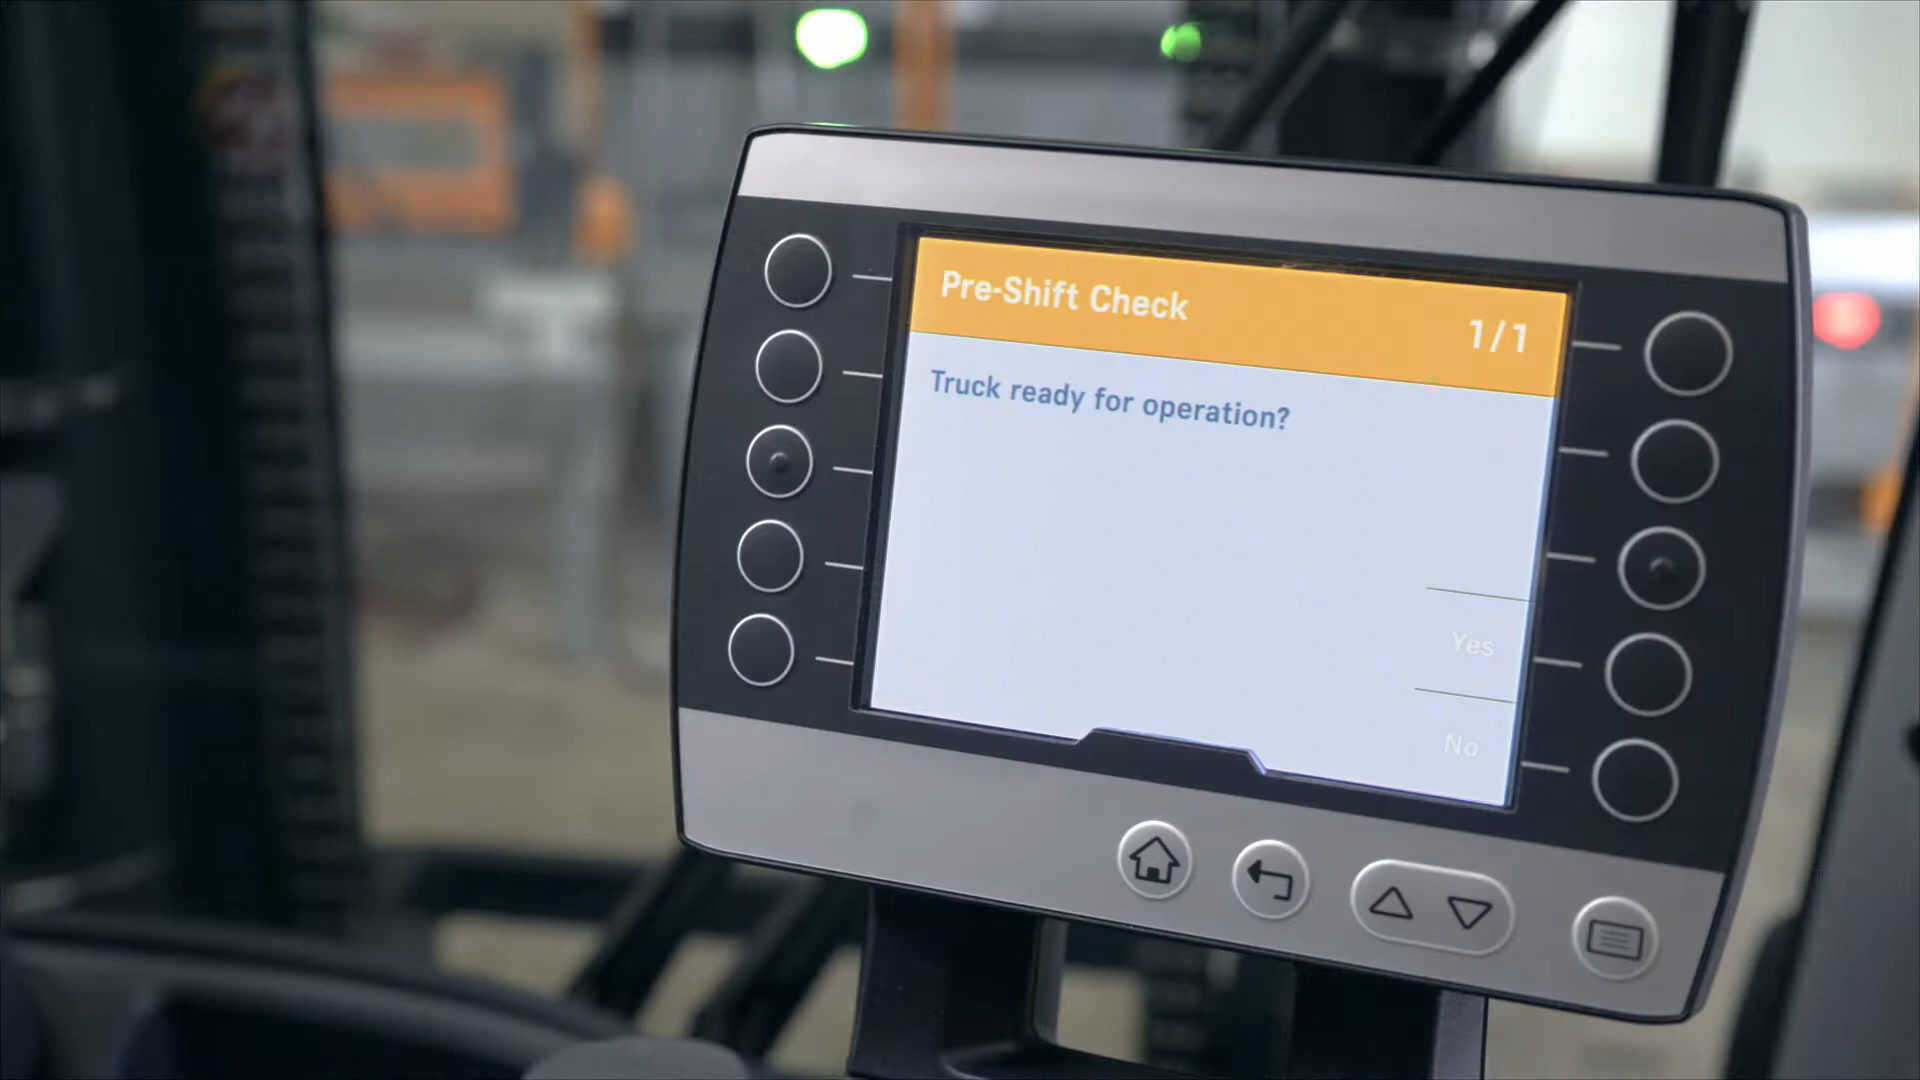 Pre-Shift Check
1/1
Truck ready for operation?
Yes
No